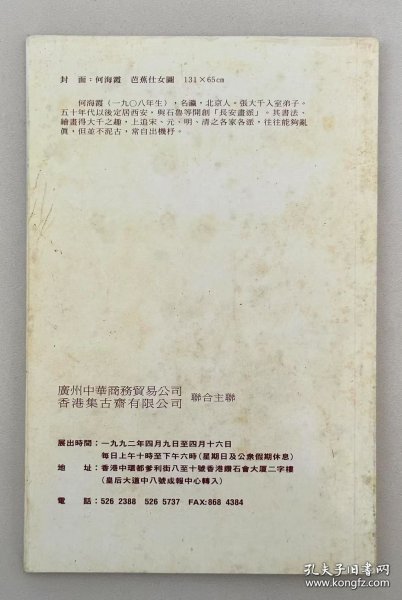 封　面：何海霞　芭蕉仕女圖　131×65cm
何海霞（一九〇八年生），名瀛，北京人。張大千入室弟子。
五十年代以後定居西安，與石魯等開創「長安畫派」。其書法、
繪畫得大千之趣，上追宋、元、明、清之各家各派，往往能夠亂
眞，但並不泥古，常自出機杼。
廣州中華商務貿易公司
香港集古齋有限公司
聯合主聯
展出時間：一九九二年四月九日至四月十六日
每日上午十時至下午六時（星期日及公衆假期休息）
地　址：香港中環都爹利街八至十號香港鑽石會大厦二字樓
（皇后大道中八號成報中心轉入）
電　話：526 2388　526 5737　FAX:868 4384
孔夫子旧书网
www.kongfz.com